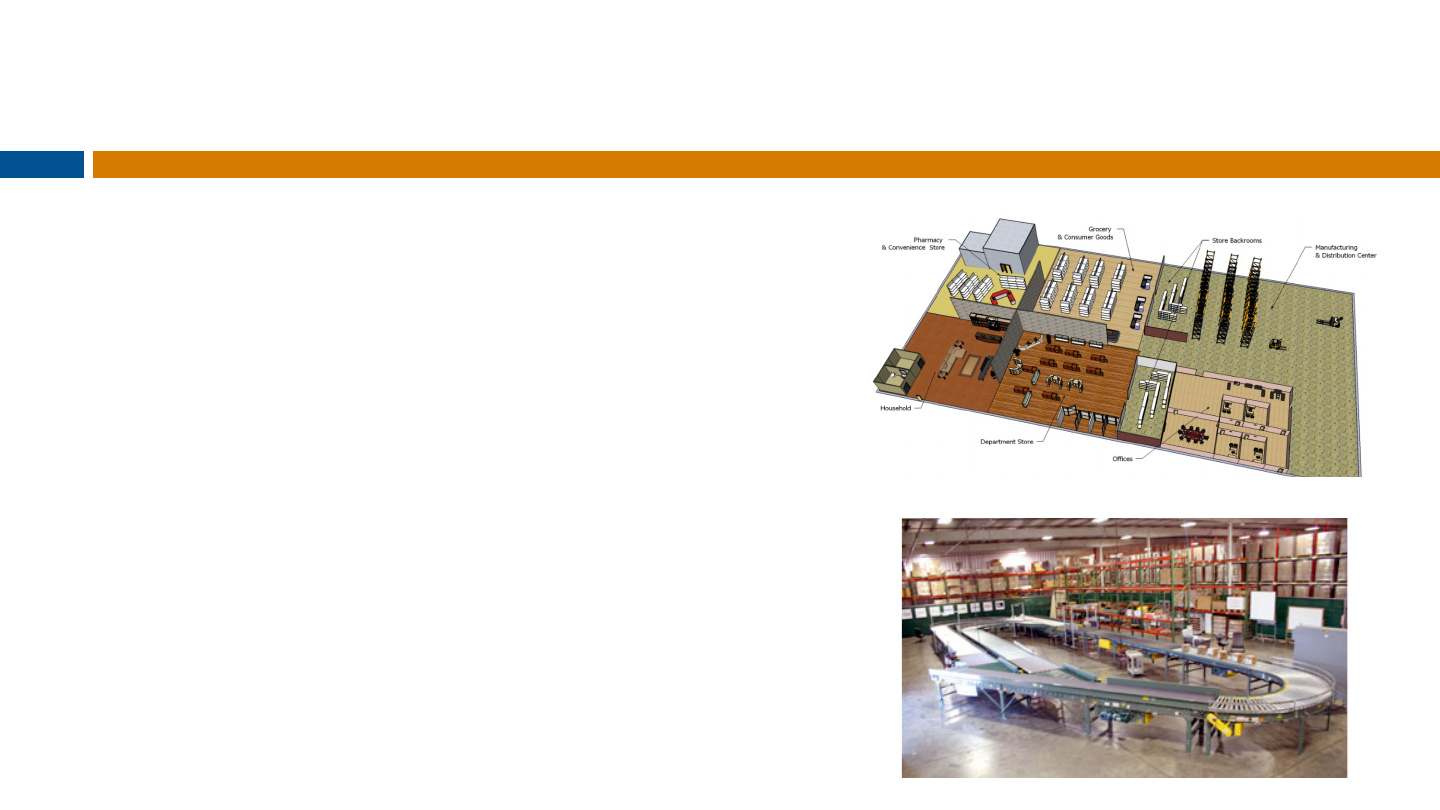 Pharmacy
& Convenience Store
Grocery
& Consumer Goods
Store Backrooms
Manufacturing
& Distribution Center
Household
Department Store
Offices